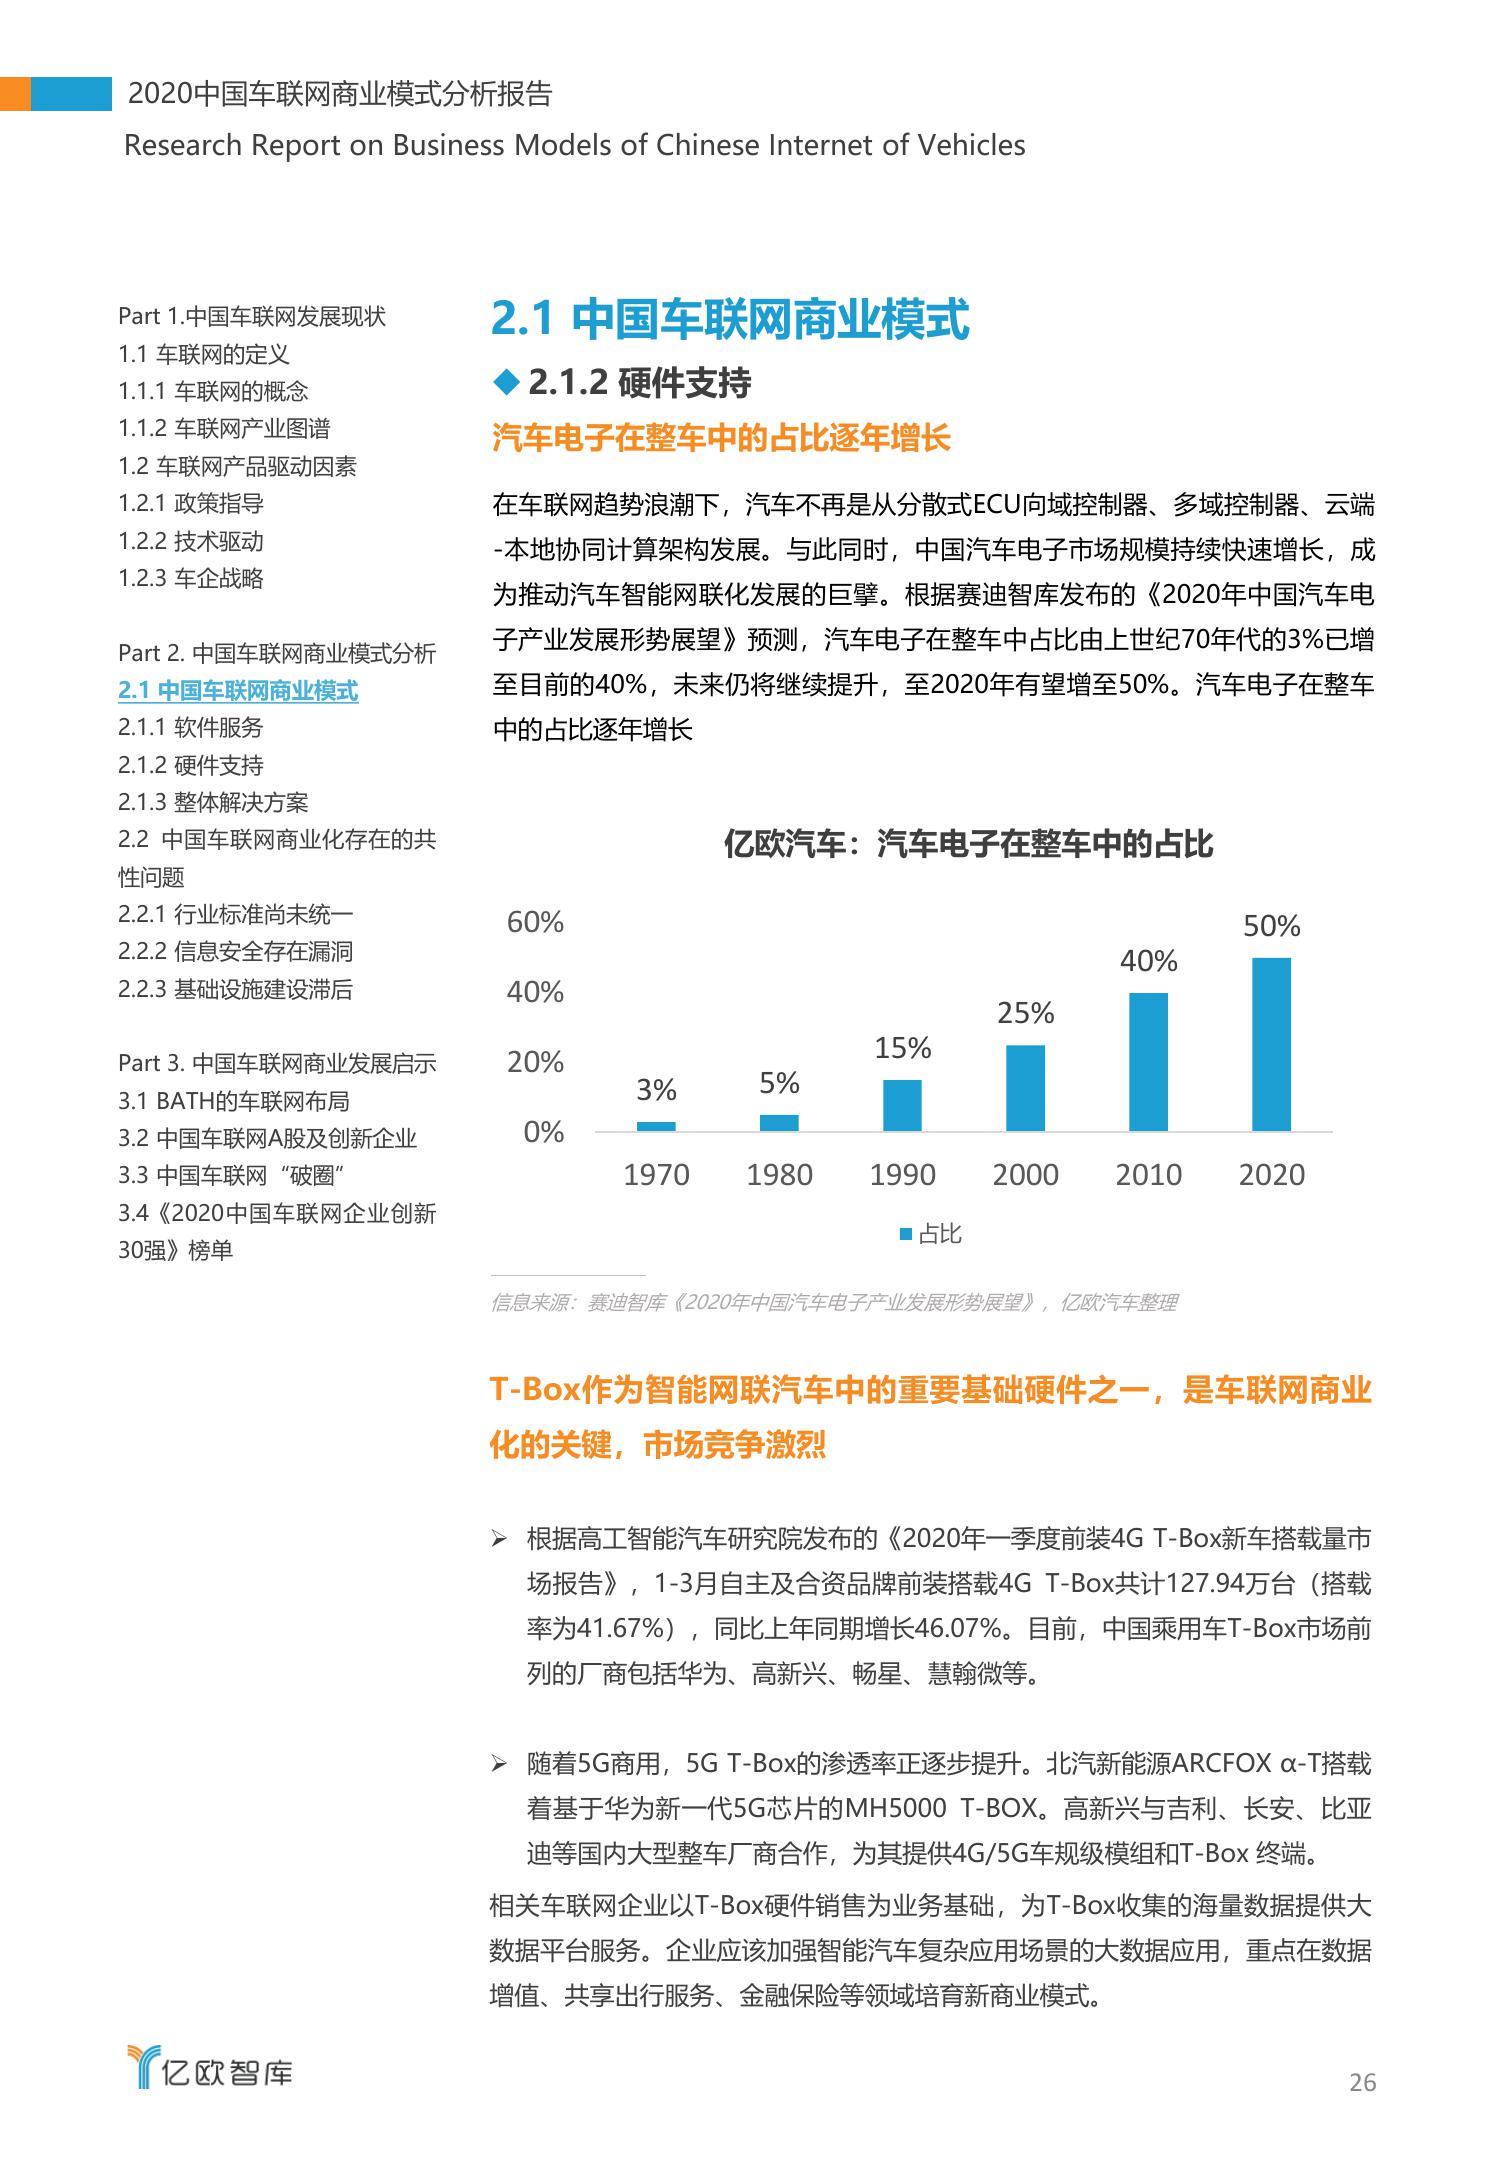 2020中国车联网商业模式分析报告
Research Report on Business Models of Chinese Internet of Vehicles
Part 1.中国车联网发展现状
1.1 车联网的定义
1.1.1 车联网的概念
1.1.2 车联网产业图谱
1.2 车联网产品驱动因素
1.2.1 政策指导
1.2.2 技术驱动
1.2.3 车企战略
Part 2. 中国车联网商业模式分析
2.1 中国车联网商业模式
2.1.1 软件服务
2.1.2 硬件支持
2.1.3 整体解决方案
2.2 中国车联网商业化存在的共
性问题
2.2.1 行业标准尚未统一
2.2.2 信息安全存在漏洞
2.2.3 基础设施建设滞后
Part 3. 中国车联网商业发展启示
3.1 BATH的车联网布局
3.2 中国车联网A股及创新企业
3.3 中国车联网“破圈”
3.4《2020中国车联网企业创新
30强》榜单
2.1 中国车联网商业模式
◆ 2.1.2 硬件支持
汽车电子在整车中的占比逐年增长
在车联网趋势浪潮下，汽车不再是从分散式ECU向域控制器、多域控制器、云端
-本地协同计算架构发展。与此同时，中国汽车电子市场规模持续快速增长，成
为推动汽车智能网联化发展的巨擘。根据赛迪智库发布的《2020年中国汽车电
子产业发展形势展望》预测，汽车电子在整车中占比由上世纪70年代的3%已增
至目前的40%，未来仍将继续提升，至2020年有望增至50%。汽车电子在整车
中的占比逐年增长
亿欧汽车：汽车电子在整车中的占比
60%
40%
20%
0%
3%
5%
15%
25%
40%
50%
1970 1980 1990 2000 2010 2020
占比
信息来源：赛迪智库《2020年中国汽车电子产业发展形势展望》，亿欧汽车整理
T-Box作为智能网联汽车中的重要基础硬件之一，是车联网商业
化的关键，市场竞争激烈
➢ 根据高工智能汽车研究院发布的《2020年一季度前装4G T-Box新车搭载量市
场报告》，1-3月自主及合资品牌前装搭载4G T-Box共计127.94万台（搭载
率为41.67%），同比上年同期增长46.07%。目前，中国乘用车T-Box市场前
列的厂商包括华为、高新兴、畅星、慧翰微等。
➢ 随着5G商用，5G T-Box的渗透率正逐步提升。北汽新能源ARCFOX α-T搭载
着基于华为新一代5G芯片的MH5000 T-BOX。高新兴与吉利、长安、比亚
迪等国内大型整车厂商合作，为其提供4G/5G车规级模组和T-Box 终端。
相关车联网企业以T-Box硬件销售为业务基础，为T-Box收集的海量数据提供大
数据平台服务。企业应该加强智能汽车复杂应用场景的大数据应用，重点在数据
增值、共享出行服务、金融保险等领域培育新商业模式。
亿欧智库
26